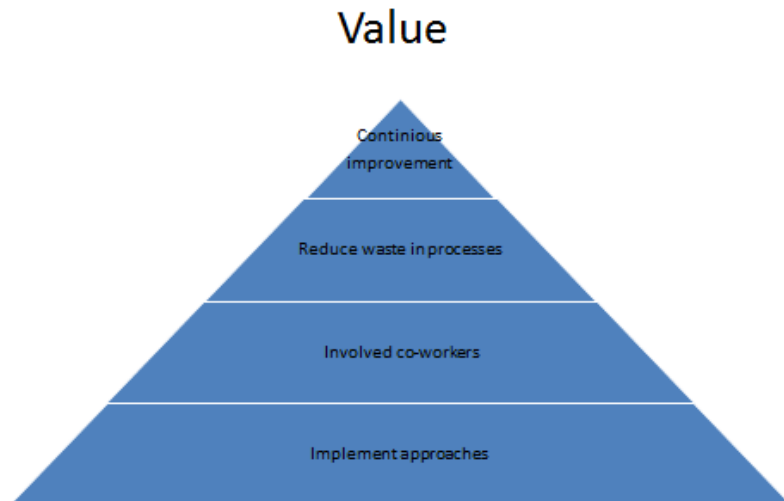 Value
Continious
improvement
Reduce waste in processes
Involved co-workers
Implement approaches